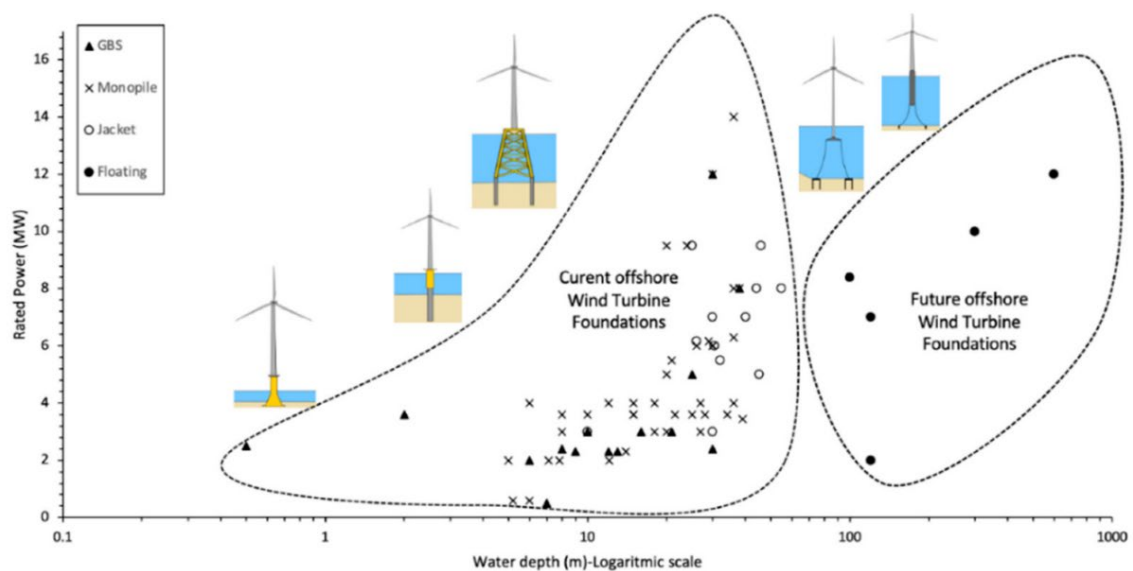 GBS
Monopile
Jacket
Floating
16
14
12
10
8
6
4
2
0
Rated Power (MW)
Curent offshore
Wind Turbine
Foundations
Future offshore
Wind Turbine
Foundations
0.1
1
10
100
1000
Water depth (m)-Logaritmic scale